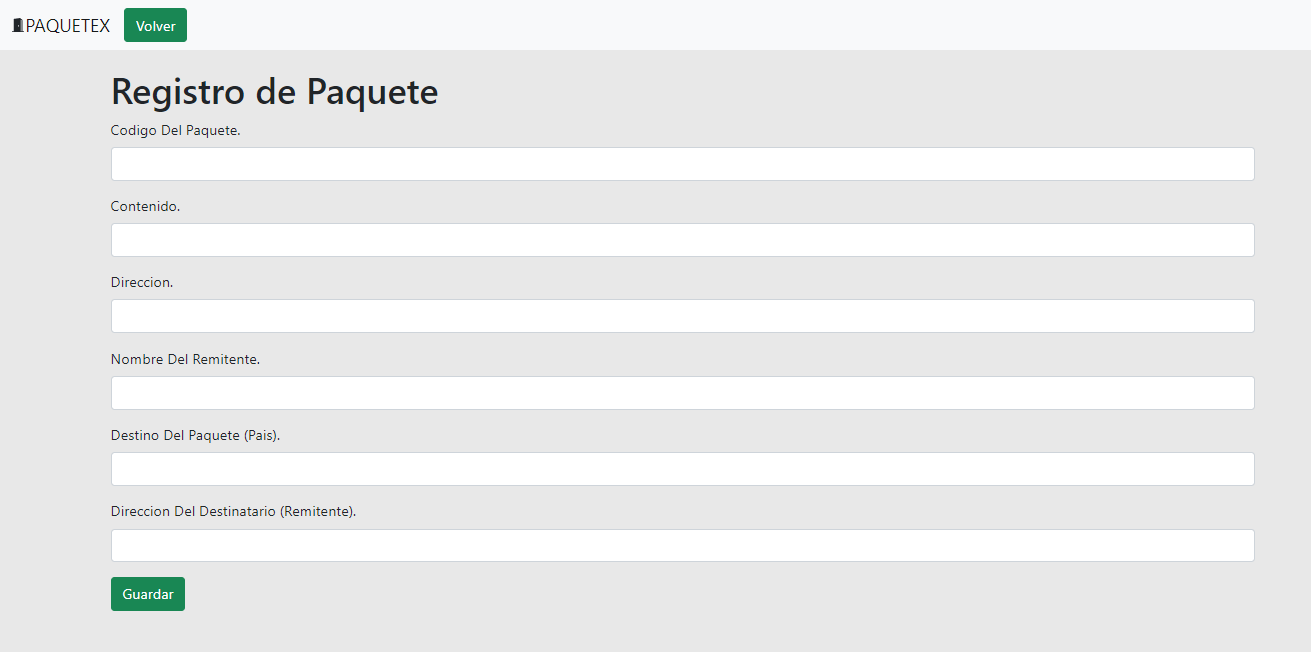 PAQUETEX Volver
Registro de Paquete
Codigo Del Paquete.
Contenido.
Direccion.
Nombre Del Remitente.
Destino Del Paquete (Pais).
Direccion Del Destinatario (Remitente).
Guardar